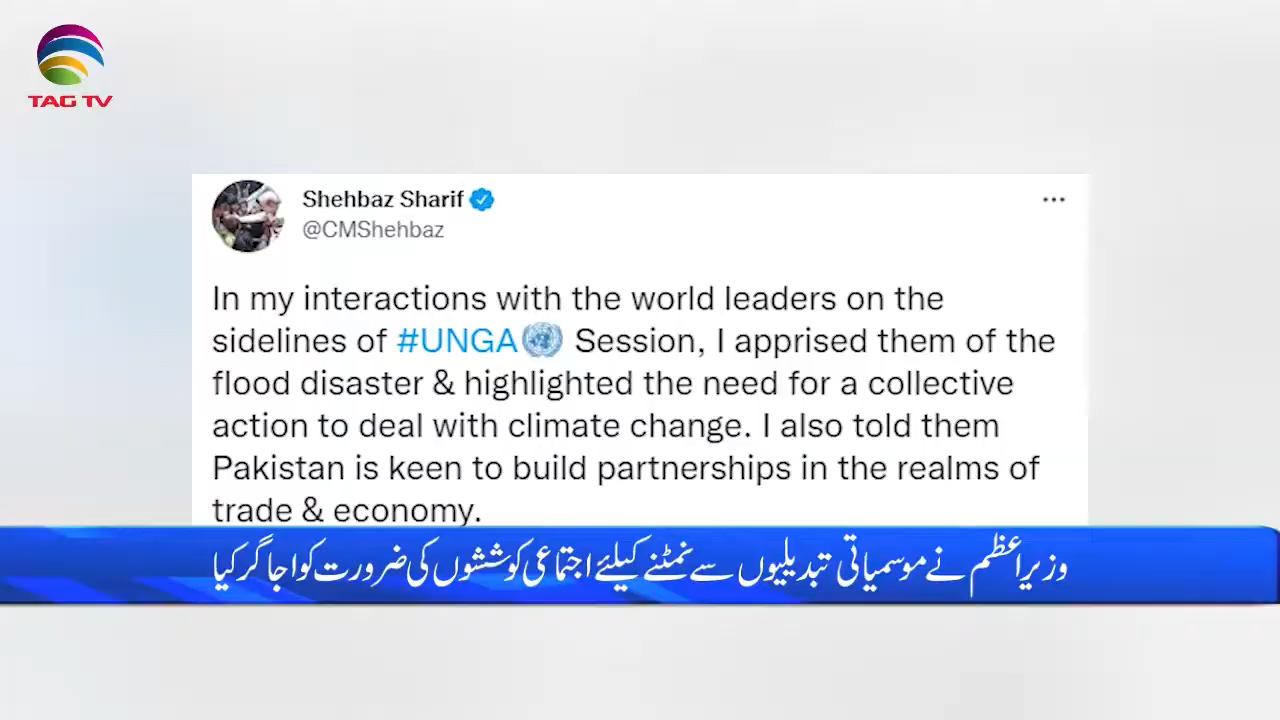 TAG TV
Shehbaz Sharif
@CMShehbaz
In my interactions with the world leaders on the
sidelines of #UNGA Session, I apprised them of the
flood disaster & highlighted the need for a collective
action to deal with climate change. I also told them
Pakistan is keen to build partnerships in the realms of
trade & economy.
وزیراعظم نے موسمیاتی تبدیلیوں سے نمٹنے کیلئے اجتماعی کوششوں کی ضرورت کو اجاگر کیا